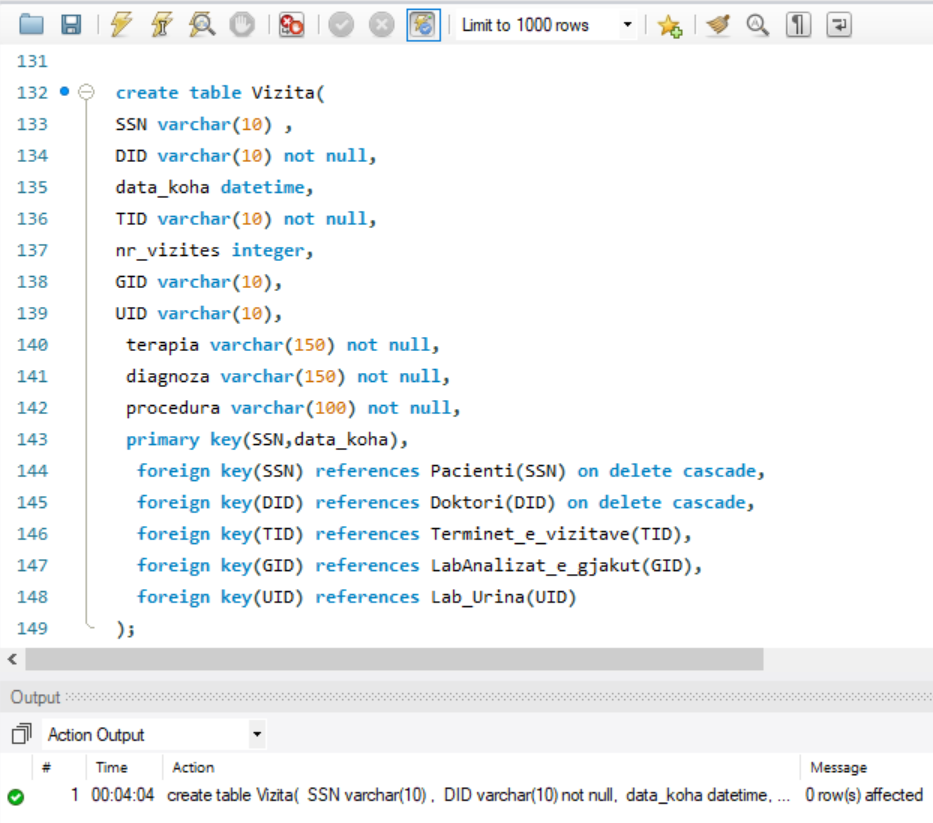 Limit to 1000 rows
131
132 create table Vizita(
133 SSN varchar(10) ,
134 DID varchar(10) not null,
135 data_koha datetime,
136 TID varchar(10) not null,
137 nr_vizites integer,
138 GID varchar(10),
139 UID varchar(10),
140 terapia varchar(150) not null,
141 diagnoza varchar(150) not null,
142 procedura varchar(100) not null,
143 primary key(SSN,data_koha),
144 foreign key(SSN) references Pacienti(SSN) on delete cascade,
145 foreign key(DID) references Doktori(DID) on delete cascade,
146 foreign key(TID) references Terminet_e_vizitave(TID),
147 foreign key(GID) references LabAnalizat_e_gjakut(GID),
148 foreign key(UID) references Lab_Urina(UID)
149 );
Output
Action Output
# Time Action Message
1 00:04:04 create table Vizita( SSN varchar(10) , DID varchar(10) not null, data_koha datetime, ... 0 row(s) affected